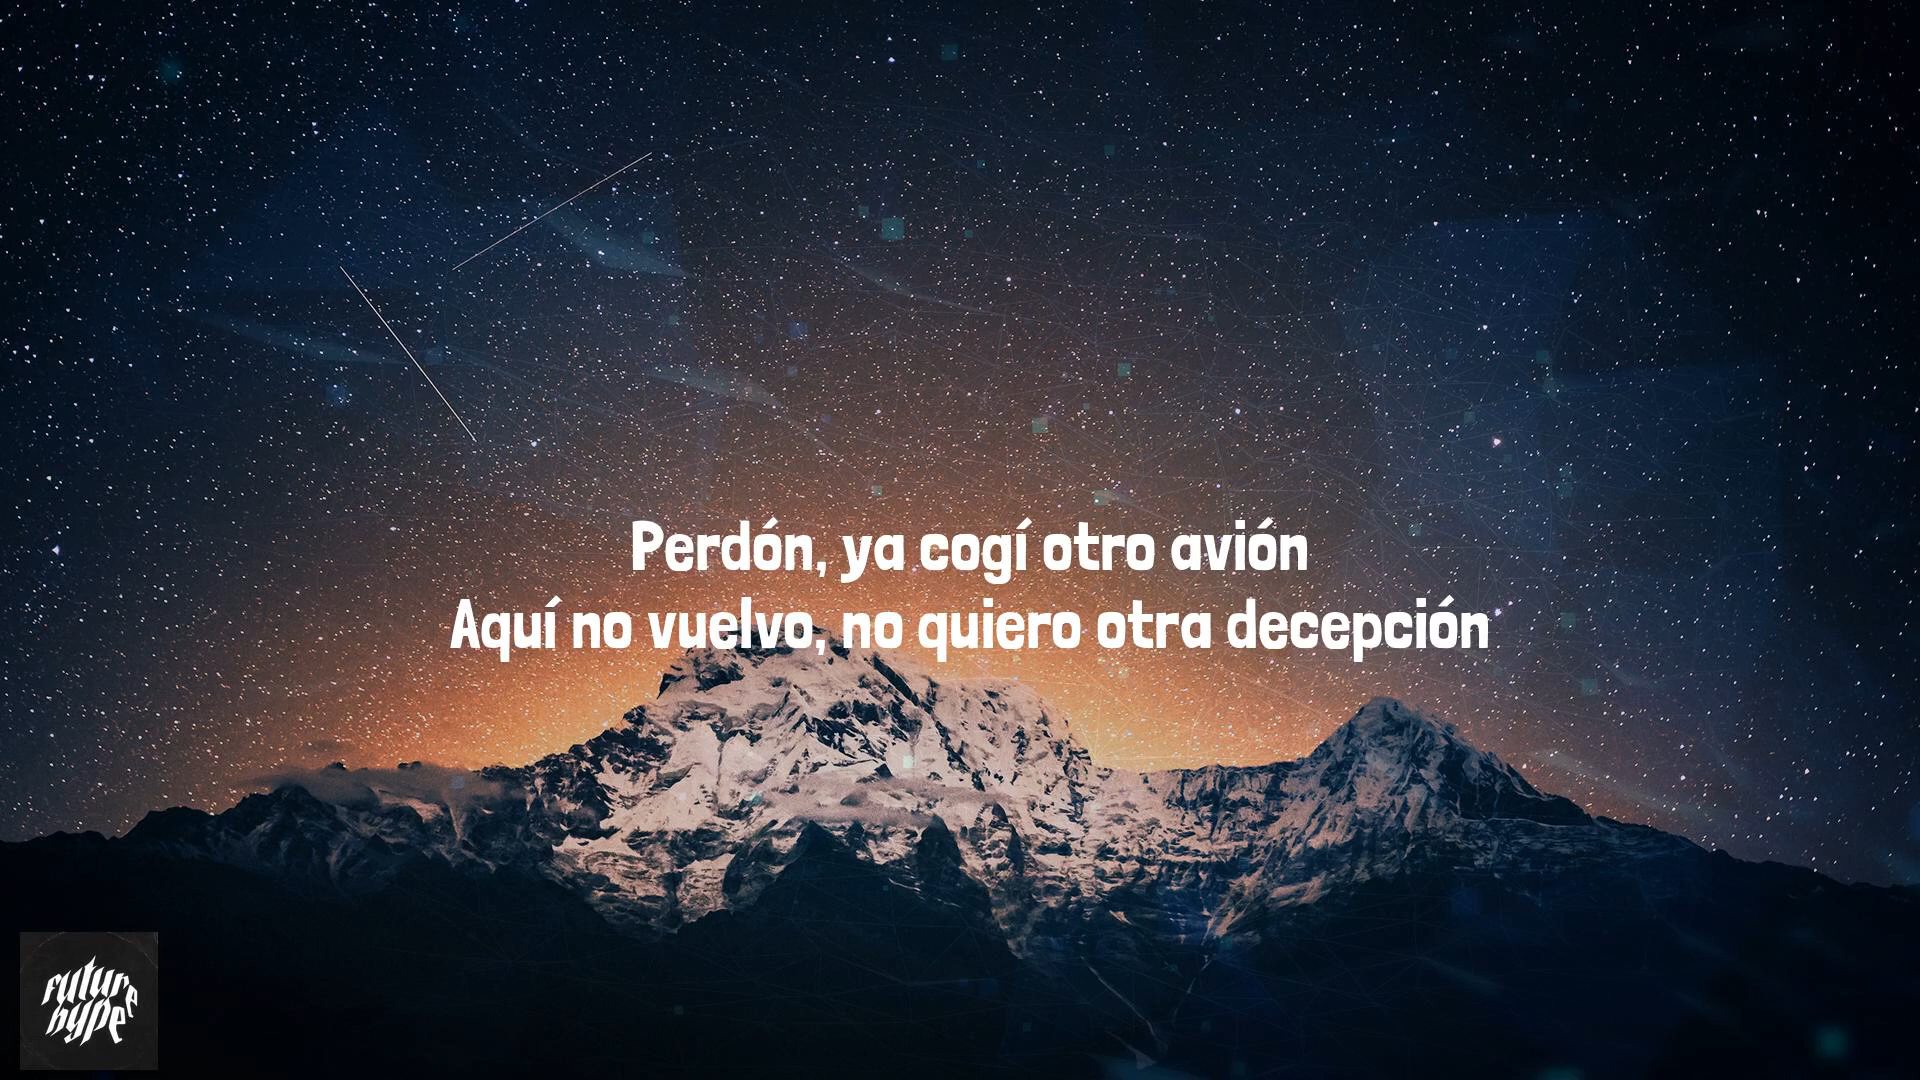 Perdón, ya cogí otro avión
Aquí no vuelvo, no quiero otra decepción
future
hype